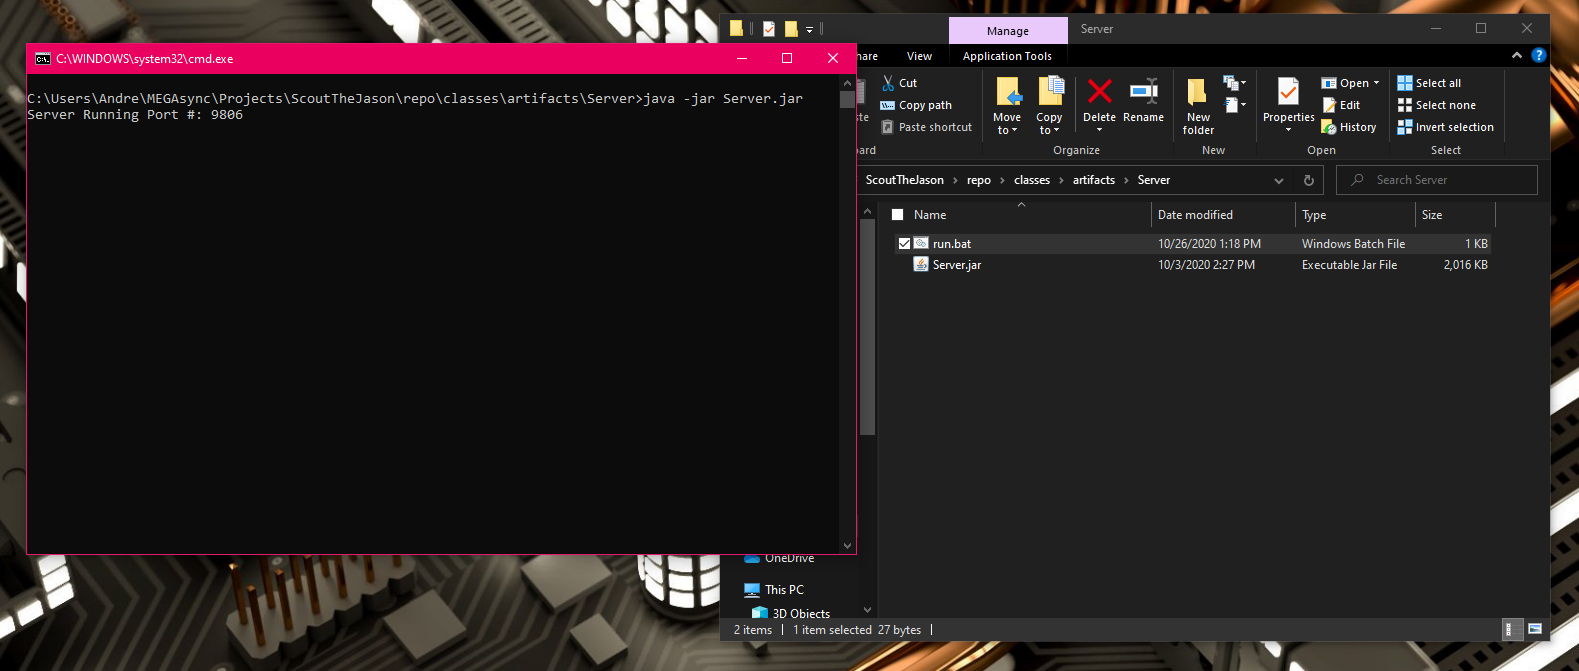 C:\WINDOWS\system32\cmd.exe
C:\Users\Andre\MEGAsync\Projects\ScoutTheJason\repo\classes\artifacts\Server>java -jar Server.jar
Server Running Port #: 9806
Manage
Server
View
Application Tools
Cut
Copy path
Paste shortcut
Move to
Copy to
Delete
Rename
Organize
New folder
New
Properties
Open
Edit
History
Open
Select all
Select none
Invert selection
Select
ScoutTheJason > repo > classes > artifacts > Server
Search Server
Name Date modified Type Size
run.bat 10/26/2020 1:18 PM Windows Batch File 1 KB
Server.jar 10/3/2020 2:27 PM Executable Jar File 2,016 KB
OneDrive
This PC
3D Objects
2 items 1 item selected 27 bytes